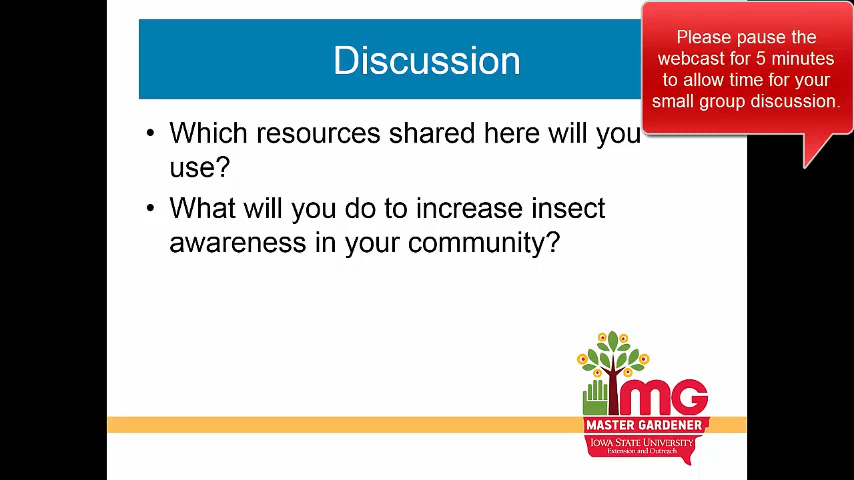 Discussion
Please pause the
webcast for 5 minutes
to allow time for your
small group discussion.
• Which resources shared here will you
use?
• What will you do to increase insect
awareness in your community?
mG
MASTER GARDENER
IOWA STATE UNIVERSITY
Extension and Outreach